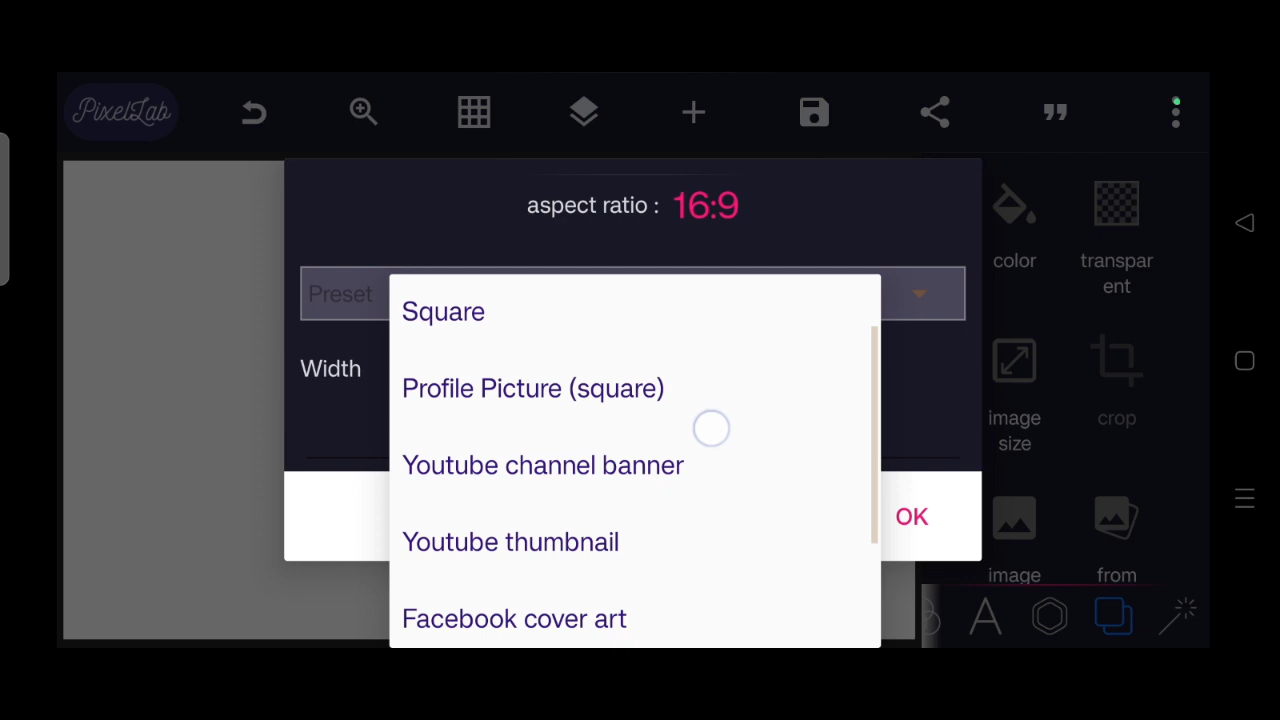 PixelLab
aspect ratio : 16:9
Preset
Square
Profile Picture (square)
Width
Youtube channel banner
Youtube thumbnail
Facebook cover art
OK
color
transpar
ent
image
size
crop
image
from